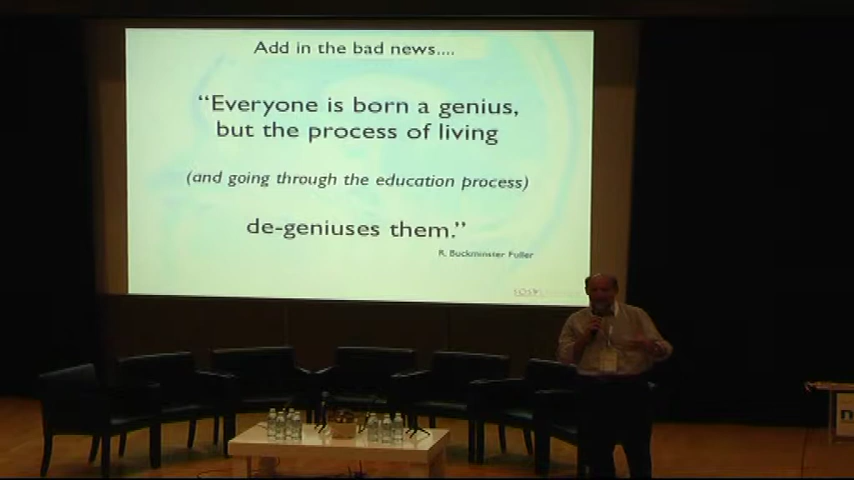 Add in the bad news....
“Everyone is born a genius,
but the process of living
(and going through the education process)
de-geniuses them.”
R. Buckminster Fuller